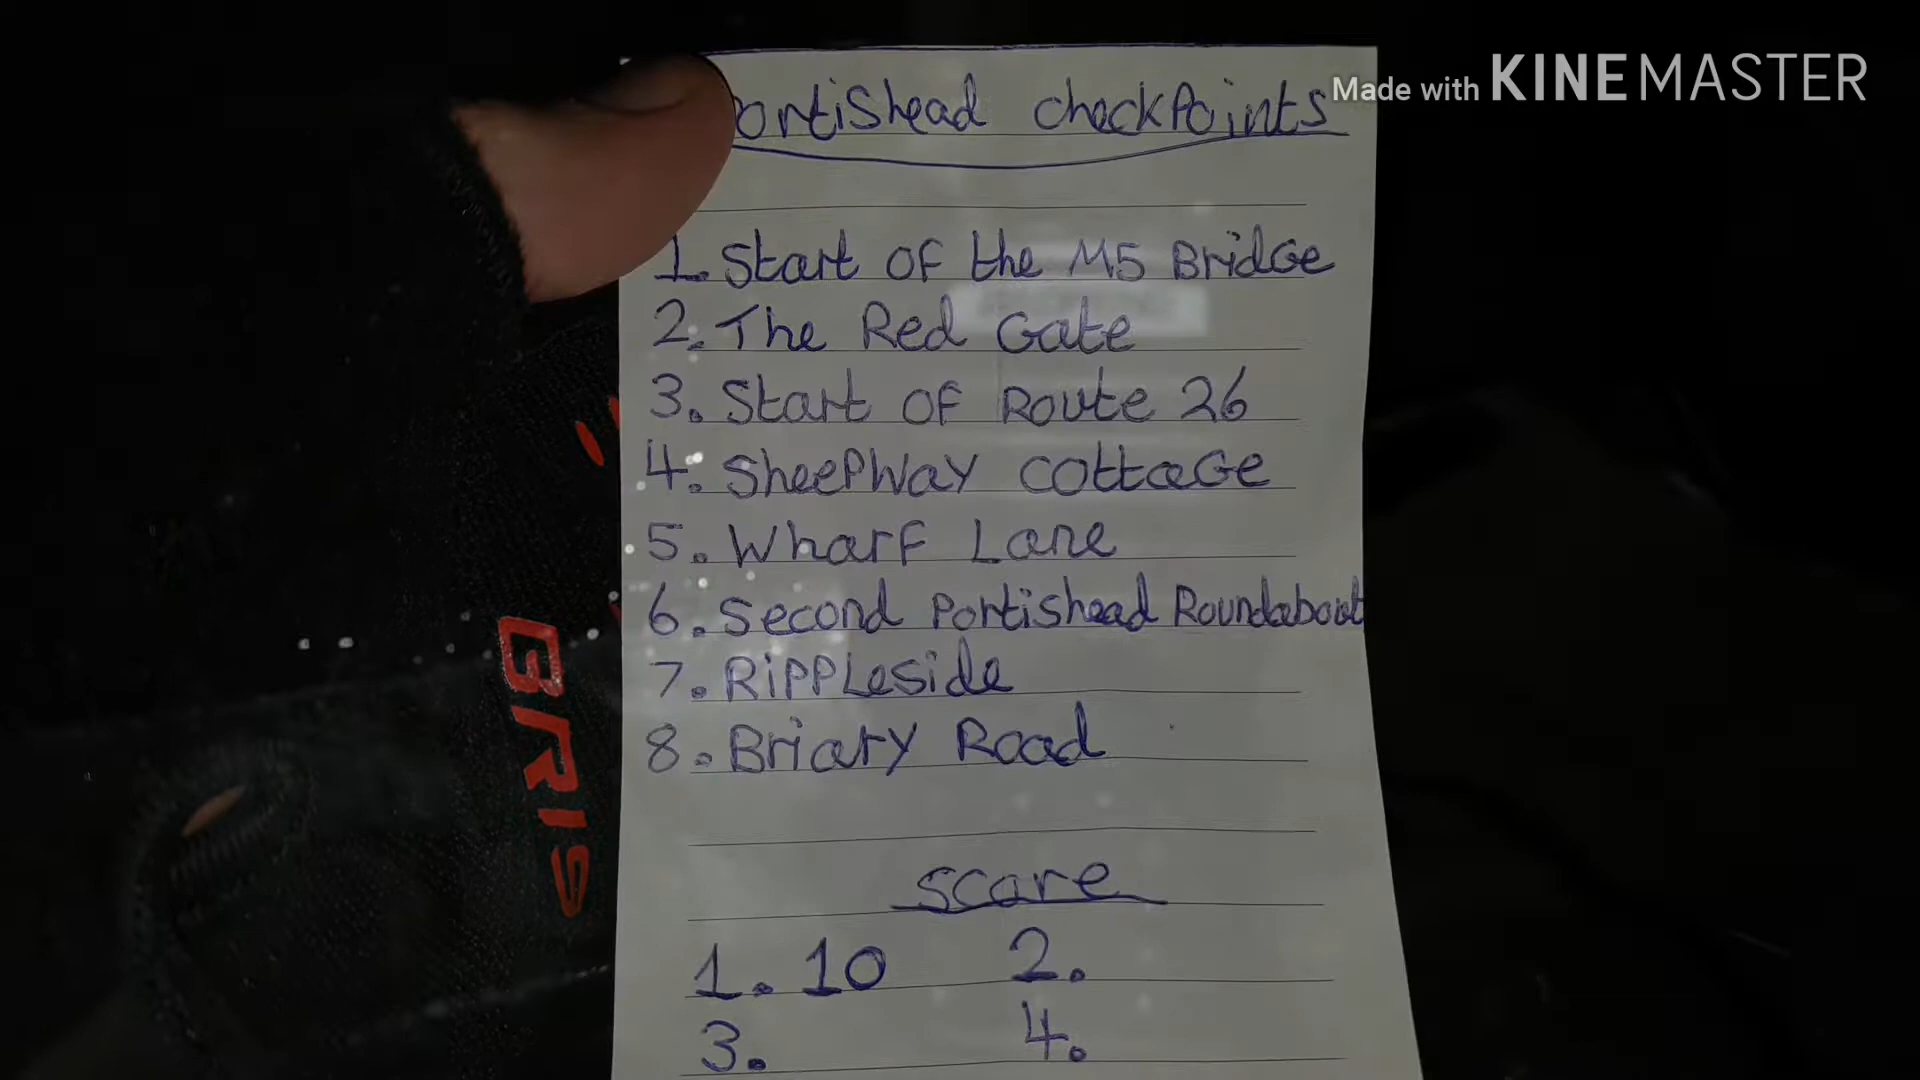 Made with KINEMASTER
Portishead CheckPoints
1. Start of the M5 Bridge
2. The Red Gate
3. Start of Route 26
4. Sheepway Cottage
5. Wharf Lane
6. Second Portishead Roundabout
7. Rippleside
8. Briary Road
Score
1. 10 2.
3. 4.
BRIS